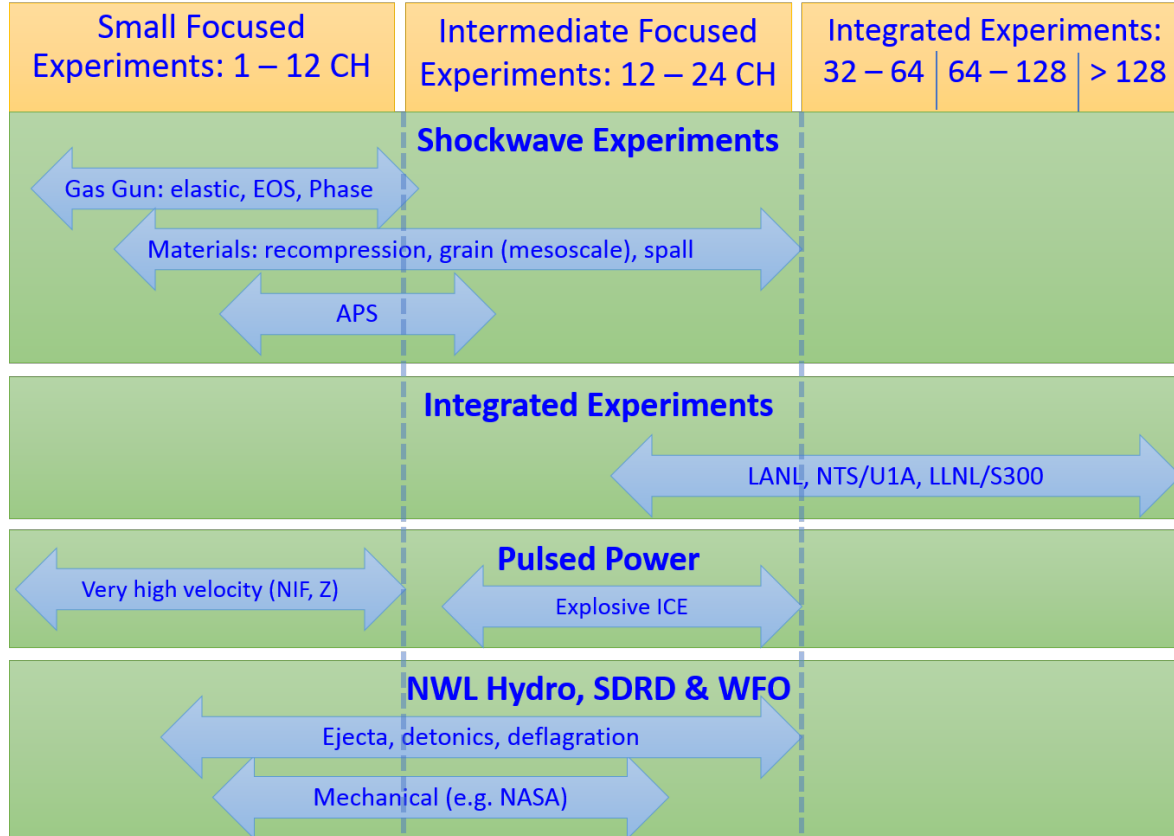 Small Focused
Experiments: 1 – 12 CH
Intermediate Focused
Experiments: 12 – 24 CH
Integrated Experiments:
32 – 64 64 – 128 > 128
Shockwave Experiments
Gas Gun: elastic, EOS, Phase
Materials: recompression, grain (mesoscale), spall
APS
Integrated Experiments
LANL, NTS/U1A, LLNL/S300
Pulsed Power
Very high velocity (NIF, Z)
Explosive ICE
NWL Hydro, SDRD & WFO
Ejecta, detonics, deflagration
Mechanical (e.g. NASA)